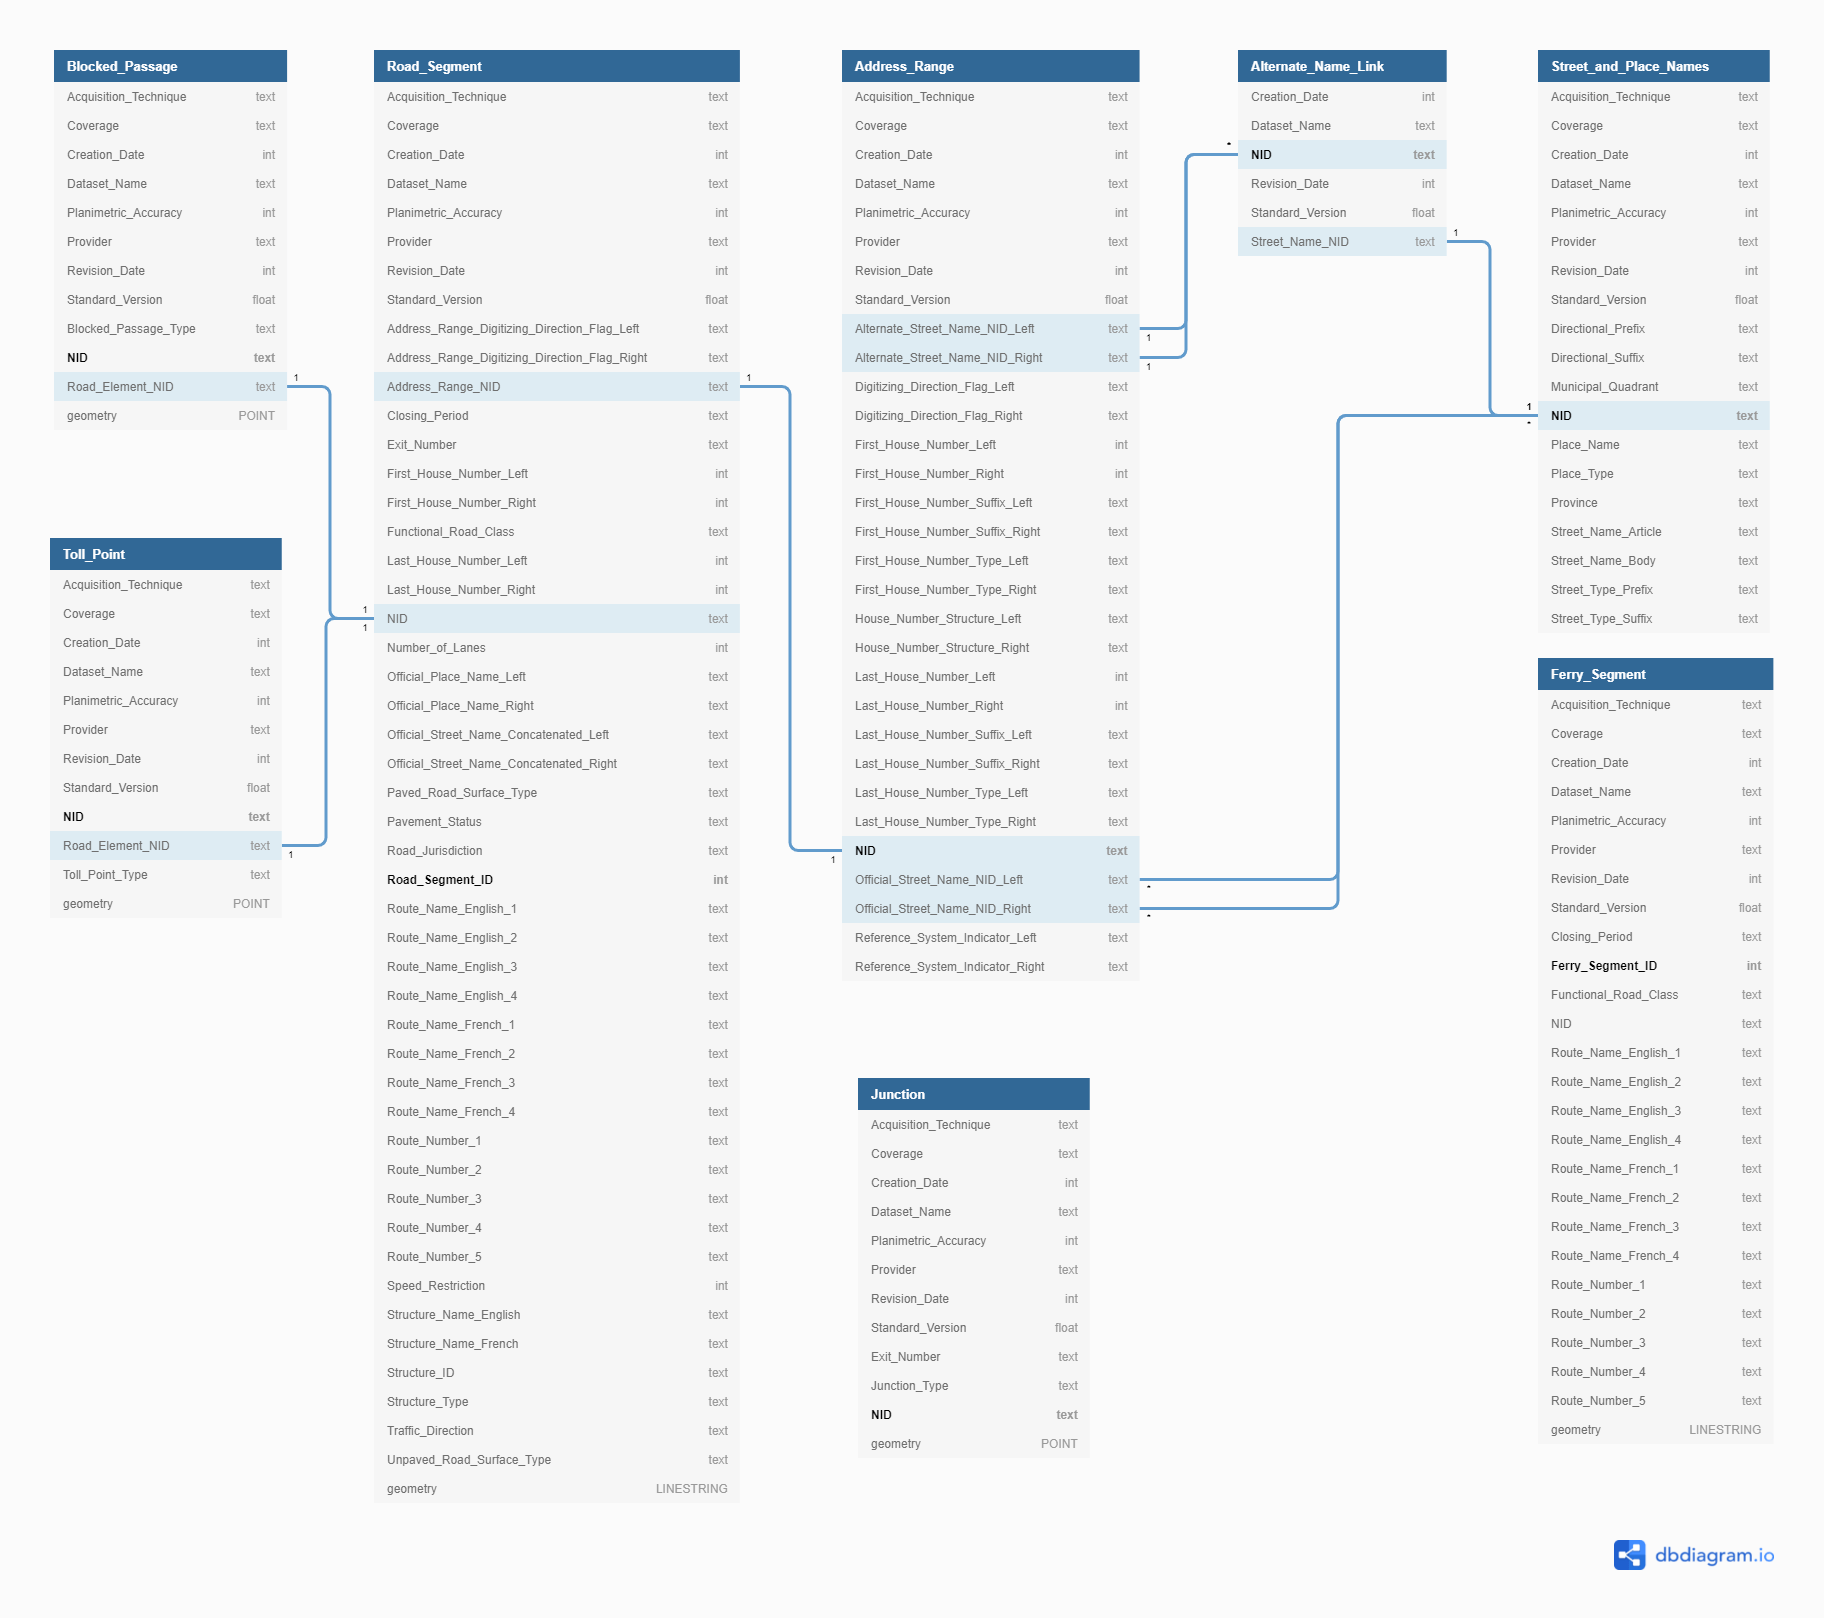 Blocked_Passage
Acquisition_Technique text
Coverage text
Creation_Date int
Dataset_Name text
Planimetric_Accuracy int
Provider text
Revision_Date int
Standard_Version float
Blocked_Passage_Type text
NID text
Road_Element_NID text
geometry POINT
1
Toll_Point
Acquisition_Technique text
Coverage text
Creation_Date int
Dataset_Name text
Planimetric_Accuracy int
Provider text
Revision_Date int
Standard_Version float
NID text
Road_Element_NID text
Toll_Point_Type text
geometry POINT
1
1
1
Road_Segment
Acquisition_Technique text
Coverage text
Creation_Date int
Dataset_Name text
Planimetric_Accuracy int
Provider text
Revision_Date int
Standard_Version float
Address_Range_Digitizing_Direction_Flag_Left text
Address_Range_Digitizing_Direction_Flag_Right text
Address_Range_NID text
Closing_Period text
Exit_Number text
First_House_Number_Left int
First_House_Number_Right int
Functional_Road_Class text
Last_House_Number_Left int
Last_House_Number_Right int
NID text
Number_of_Lanes int
Official_Place_Name_Left text
Official_Place_Name_Right text
Official_Street_Name_Concatenated_Left text
Official_Street_Name_Concatenated_Right text
Paved_Road_Surface_Type text
Pavement_Status text
Road_Jurisdiction text
Road_Segment_ID int
Route_Name_English_1 text
Route_Name_English_2 text
Route_Name_English_3 text
Route_Name_English_4 text
Route_Name_French_1 text
Route_Name_French_2 text
Route_Name_French_3 text
Route_Name_French_4 text
Route_Number_1 text
Route_Number_2 text
Route_Number_3 text
Route_Number_4 text
Route_Number_5 text
Speed_Restriction int
Structure_Name_English text
Structure_Name_French text
Structure_ID text
Structure_Type text
Traffic_Direction text
Unpaved_Road_Surface_Type text
geometry LINESTRING
1
1
Address_Range
Acquisition_Technique text
Coverage text
Creation_Date int
Dataset_Name text
Planimetric_Accuracy int
Provider text
Revision_Date int
Standard_Version float
Alternate_Street_Name_NID_Left text
Alternate_Street_Name_NID_Right text
Digitizing_Direction_Flag_Left text
Digitizing_Direction_Flag_Right text
First_House_Number_Left int
First_House_Number_Right int
First_House_Number_Suffix_Left text
First_House_Number_Suffix_Right text
First_House_Number_Type_Left text
First_House_Number_Type_Right text
House_Number_Structure_Left text
House_Number_Structure_Right text
Last_House_Number_Left int
Last_House_Number_Right int
Last_House_Number_Suffix_Left text
Last_House_Number_Suffix_Right text
Last_House_Number_Type_Left text
Last_House_Number_Type_Right text
NID text
Official_Street_Name_NID_Left text
Official_Street_Name_NID_Right text
Reference_System_Indicator_Left text
Reference_System_Indicator_Right text
1
1
*
*
*
Junction
Acquisition_Technique text
Coverage text
Creation_Date int
Dataset_Name text
Planimetric_Accuracy int
Provider text
Revision_Date int
Standard_Version float
Exit_Number text
Junction_Type text
NID text
geometry POINT
Alternate_Name_Link
Creation_Date int
Dataset_Name text
NID text
Revision_Date int
Standard_Version float
Street_Name_NID text
1
1
*
Street_and_Place_Names
Acquisition_Technique text
Coverage text
Creation_Date int
Dataset_Name text
Planimetric_Accuracy int
Provider text
Revision_Date int
Standard_Version float
Directional_Prefix text
Directional_Suffix text
Municipal_Quadrant text
NID text
Place_Name text
Place_Type text
Province text
Street_Name_Article text
Street_Name_Body text
Street_Type_Prefix text
Street_Type_Suffix text
Ferry_Segment
Acquisition_Technique text
Coverage text
Creation_Date int
Dataset_Name text
Planimetric_Accuracy int
Provider text
Revision_Date int
Standard_Version float
Closing_Period text
Ferry_Segment_ID int
Functional_Road_Class text
NID text
Route_Name_English_1 text
Route_Name_English_2 text
Route_Name_English_3 text
Route_Name_English_4 text
Route_Name_French_1 text
Route_Name_French_2 text
Route_Name_French_3 text
Route_Name_French_4 text
Route_Number_1 text
Route_Number_2 text
Route_Number_3 text
Route_Number_4 text
Route_Number_5 text
geometry LINESTRING
dbdiagram.io